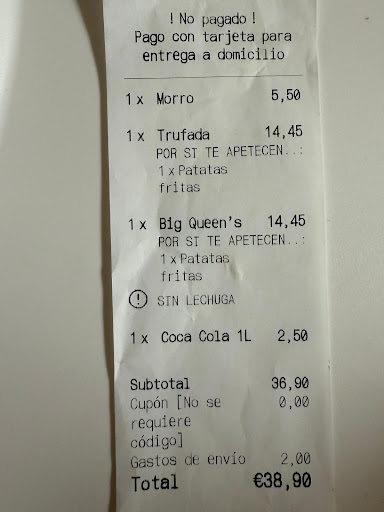 ¡No pagado!
Pago con tarjeta para
entrega a domicilio
1 x Morro 5,50
1 x Trufada 14,45
POR SI TE APETECEN..:
1 x Patatas
fritas
1 x Big Queen's 14,45
POR SI TE APETECEN..:
1 x Patatas
fritas
! SIN LECHUGA
1 x Coca Cola 1L 2,50
Subtotal 36,90
Cupón [No se 0,00
requiere
código]
Gastos de envio 2,00
Total €38,90